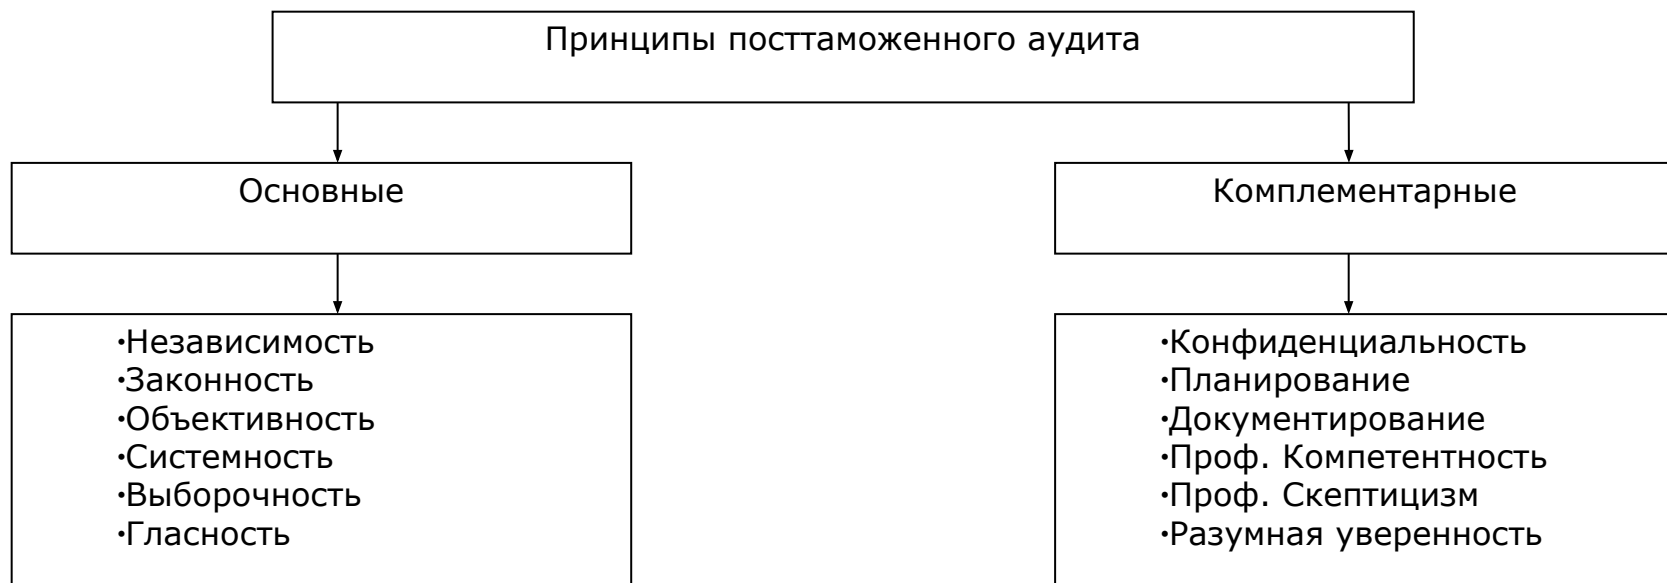 Принципы посттаможенного аудита
Основные
Комплементарные
·Независимость
·Законность
·Объективность
·Системность
·Выборочность
·Гласность
·Конфиденциальность
·Планирование
·Документирование
·Проф. Компетентность
·Проф. Скептицизм
·Разумная уверенность